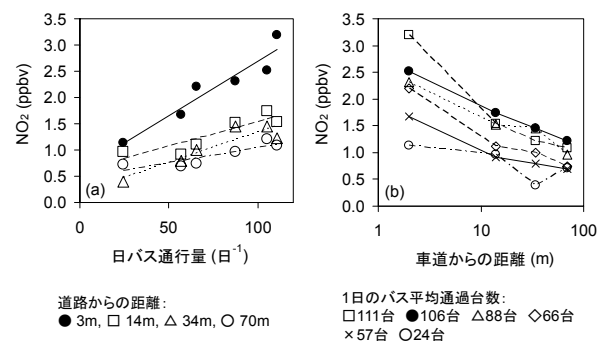 3.5
3.0
2.5
2.0
1.5
1.0
0.5
0.0
NO₂ (ppbv)
(a)
0 50 100
日バス通行量 (日⁻¹)
道路からの距離:
● 3m, □ 14m, △ 34m, ○ 70m
3.5
3.0
2.5
2.0
1.5
1.0
0.5
0.0
NO₂ (ppbv)
(b)
1 10 100
車道からの距離 (m)
1日のバス平均通過台数:
□111台 ●106台 △88台 ◇66台
×57台 ○24台